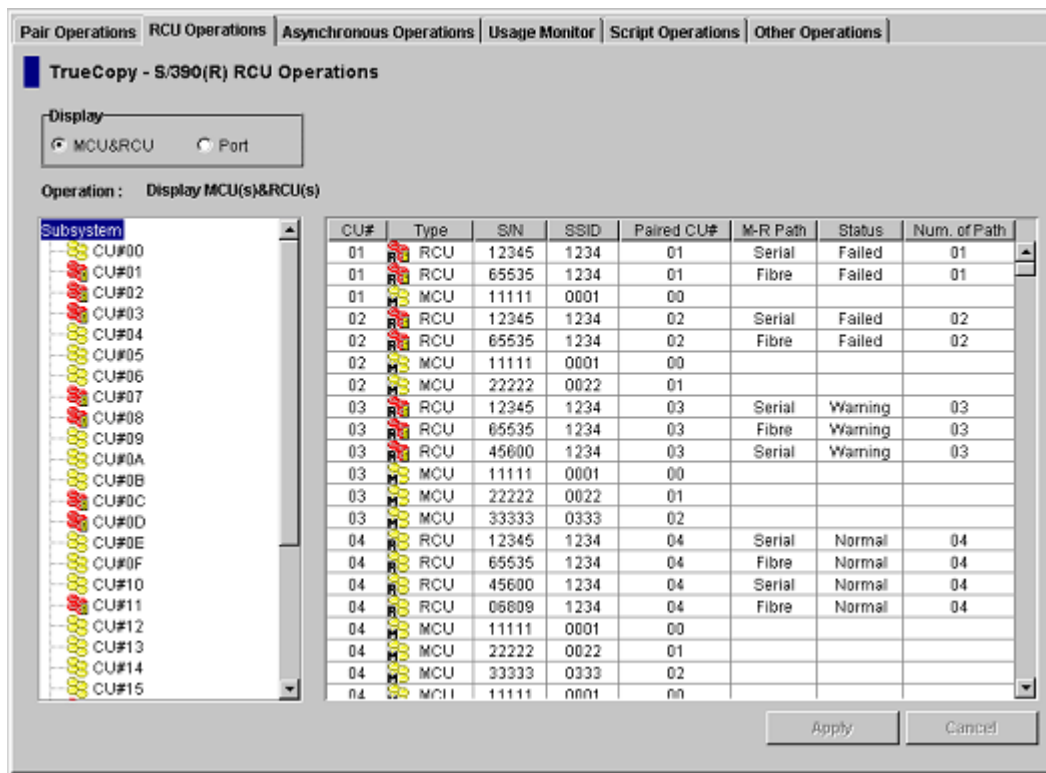 Pair Operations RCU Operations Asynchronous Operations Usage Monitor Script Operations Other Operations
TrueCopy - S/390(R) RCU Operations
Display
MCU&RCU Port
Operation : Display MCU(s)&RCU(s)
Subsystem
CU#00
CU#01
CU#02
CU#03
CU#04
CU#05
CU#06
CU#07
CU#08
CU#09
CU#0A
CU#0B
CU#0C
CU#0D
CU#0E
CU#0F
CU#10
CU#11
CU#12
CU#13
CU#14
CU#15
CU# Type S/N SSID Paired CU# M-R Path Status Num. of Path
01 R RCU 12345 1234 01 Serial Failed 01
01 R RCU 65535 1234 01 Fibre Failed 01
01 M MCU 11111 0001 00
02 R RCU 12345 1234 02 Serial Failed 02
02 R RCU 65535 1234 02 Fibre Failed 02
02 M MCU 11111 0001 00
02 M MCU 22222 0022 01
03 R RCU 12345 1234 03 Serial Warning 03
03 R RCU 65535 1234 03 Fibre Warning 03
03 R RCU 45600 1234 03 Serial Warning 03
03 M MCU 11111 0001 00
03 M MCU 22222 0022 01
03 M MCU 33333 0333 02
04 R RCU 12345 1234 04 Serial Normal 04
04 R RCU 65535 1234 04 Fibre Normal 04
04 R RCU 45600 1234 04 Serial Normal 04
04 R RCU 06809 1234 04 Fibre Normal 04
04 M MCU 11111 0001 00
04 M MCU 22222 0022 01
04 M MCU 33333 0333 02
04 MCU 11111 0001 00
Apply Cancel